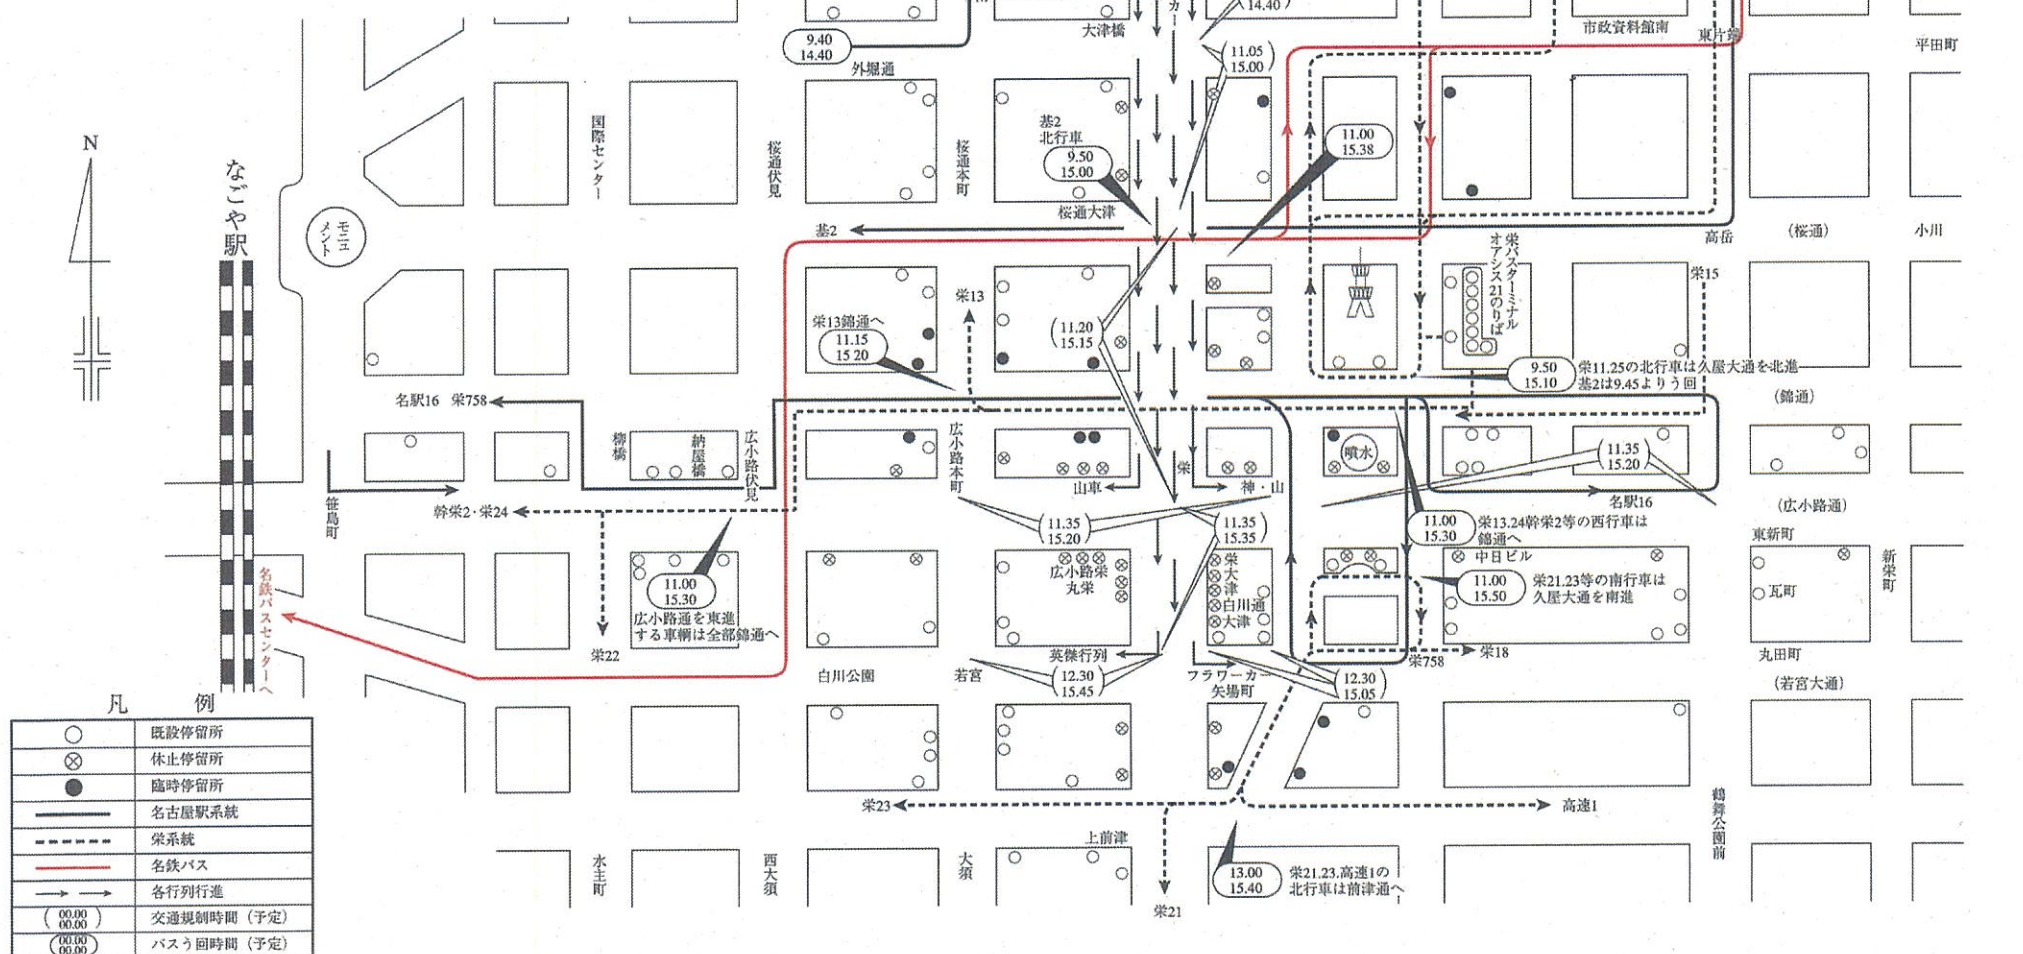 14.40
大津橋
市政資料館南
東片端
平田町
9.40
14.40
外堀通
11.05
15.00
N
なごや駅
モニュ
メント
国際センター
桜通伏見
桜通本町
基2
北行車
9.50
15.00
桜通大津
11.00
15.38
基2
高岳
(桜通)
小川
栄13
栄13錦通へ
11.15
15 20
11.20
15.15
栄バスターミナル
オアシス21のりば
栄15
9.50
15.10
栄11.25の北行車は久屋大通を北進
基2は9.45よりう回
(錦通)
名駅16 栄758
柳橋
納屋橋
広小路伏見
広小路本町
栄
噴水
11.35
15.20
山車
神・山
名駅16
(広小路通)
笹島町
幹栄2・栄24
11.35
15.20
11.35
15.35
11.00
15.30
栄13.24幹栄2等の西行車は
錦通へ
東新町
中日ビル
新栄町
名鉄バスセンターへ
11.00
15.30
広小路通を東進
する車輌は全部錦通へ
広小路栄
丸栄
栄
大
津
白川通
大津
11.00
15.50
栄21.23等の南行車は
久屋大通を南進
瓦町
栄22
英傑行列
栄758
栄18
丸田町
白川公園
若宮
12.30
15.45
フラワーカー
矢場町
12.30
15.05
(若宮大通)
凡 例
既設停留所
休止停留所
臨時停留所
名古屋駅系統
栄系統
名鉄バス
各行列行進
(00.00
00.00)
交通規制時間(予定)
00.00
00.00
バスう回時間(予定)
栄23
高速1
鶴舞公園前
上前津
水主町
西大須
大須
13.00
15.40
栄21.23.高速1の
北行車は前津通へ
栄21